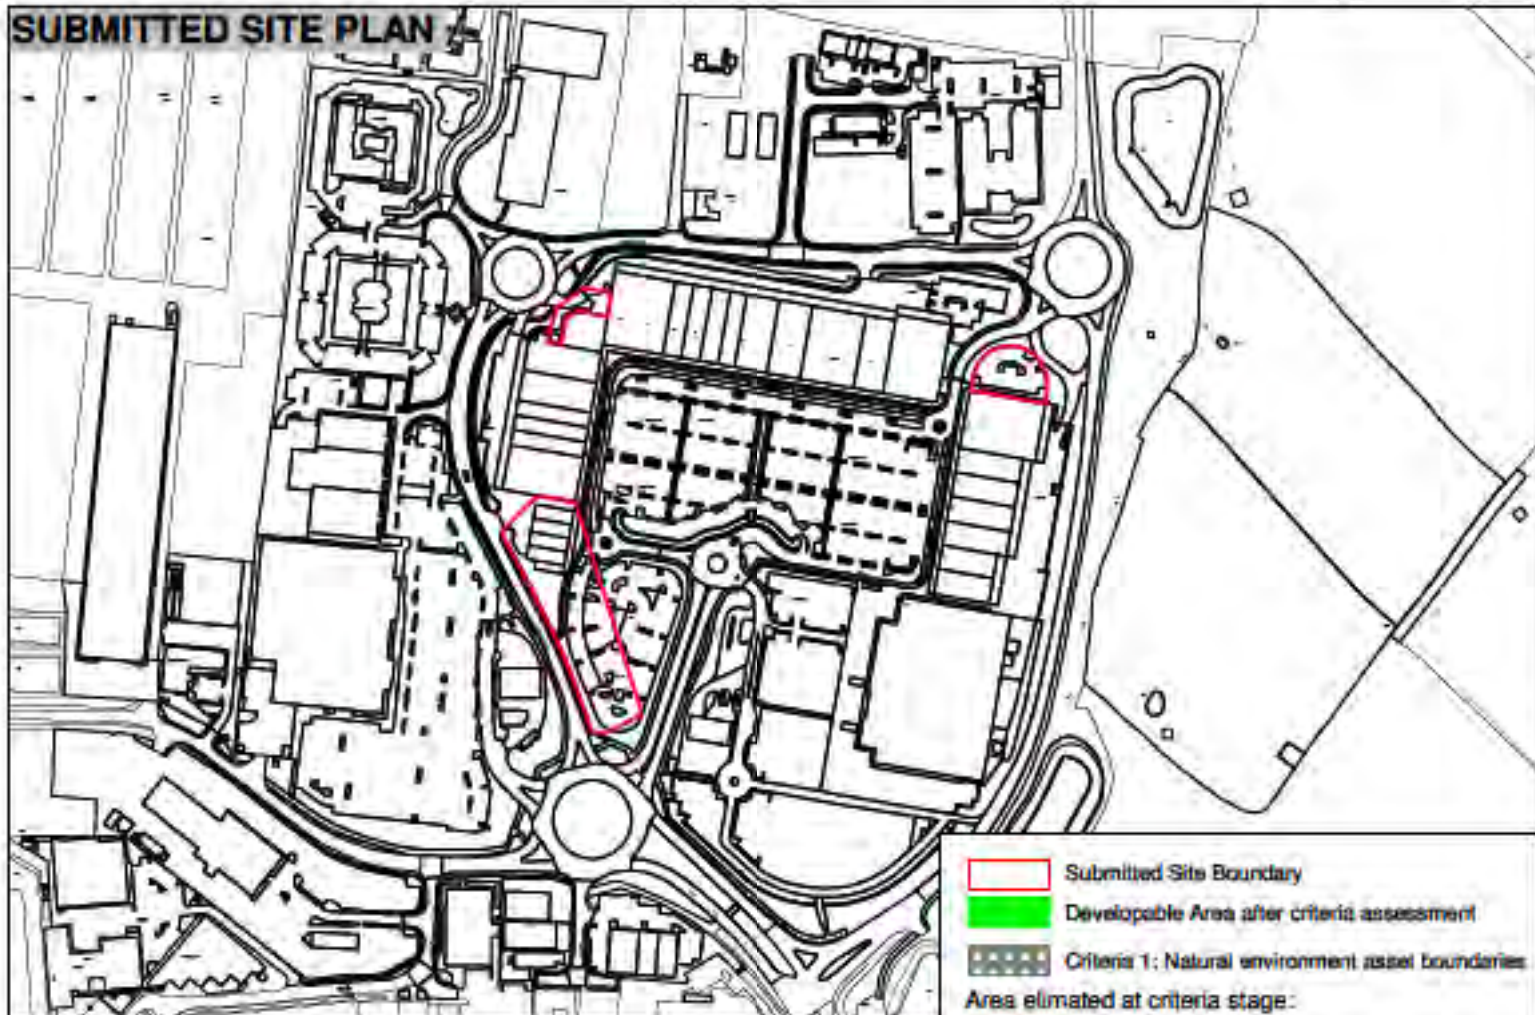 SUBMITTED SITE PLAN
Submitted Site Boundary
Developable Area after criteria assessment
Criteria 1: Natural environment asset boundaries
Area elimated at criteria stage: